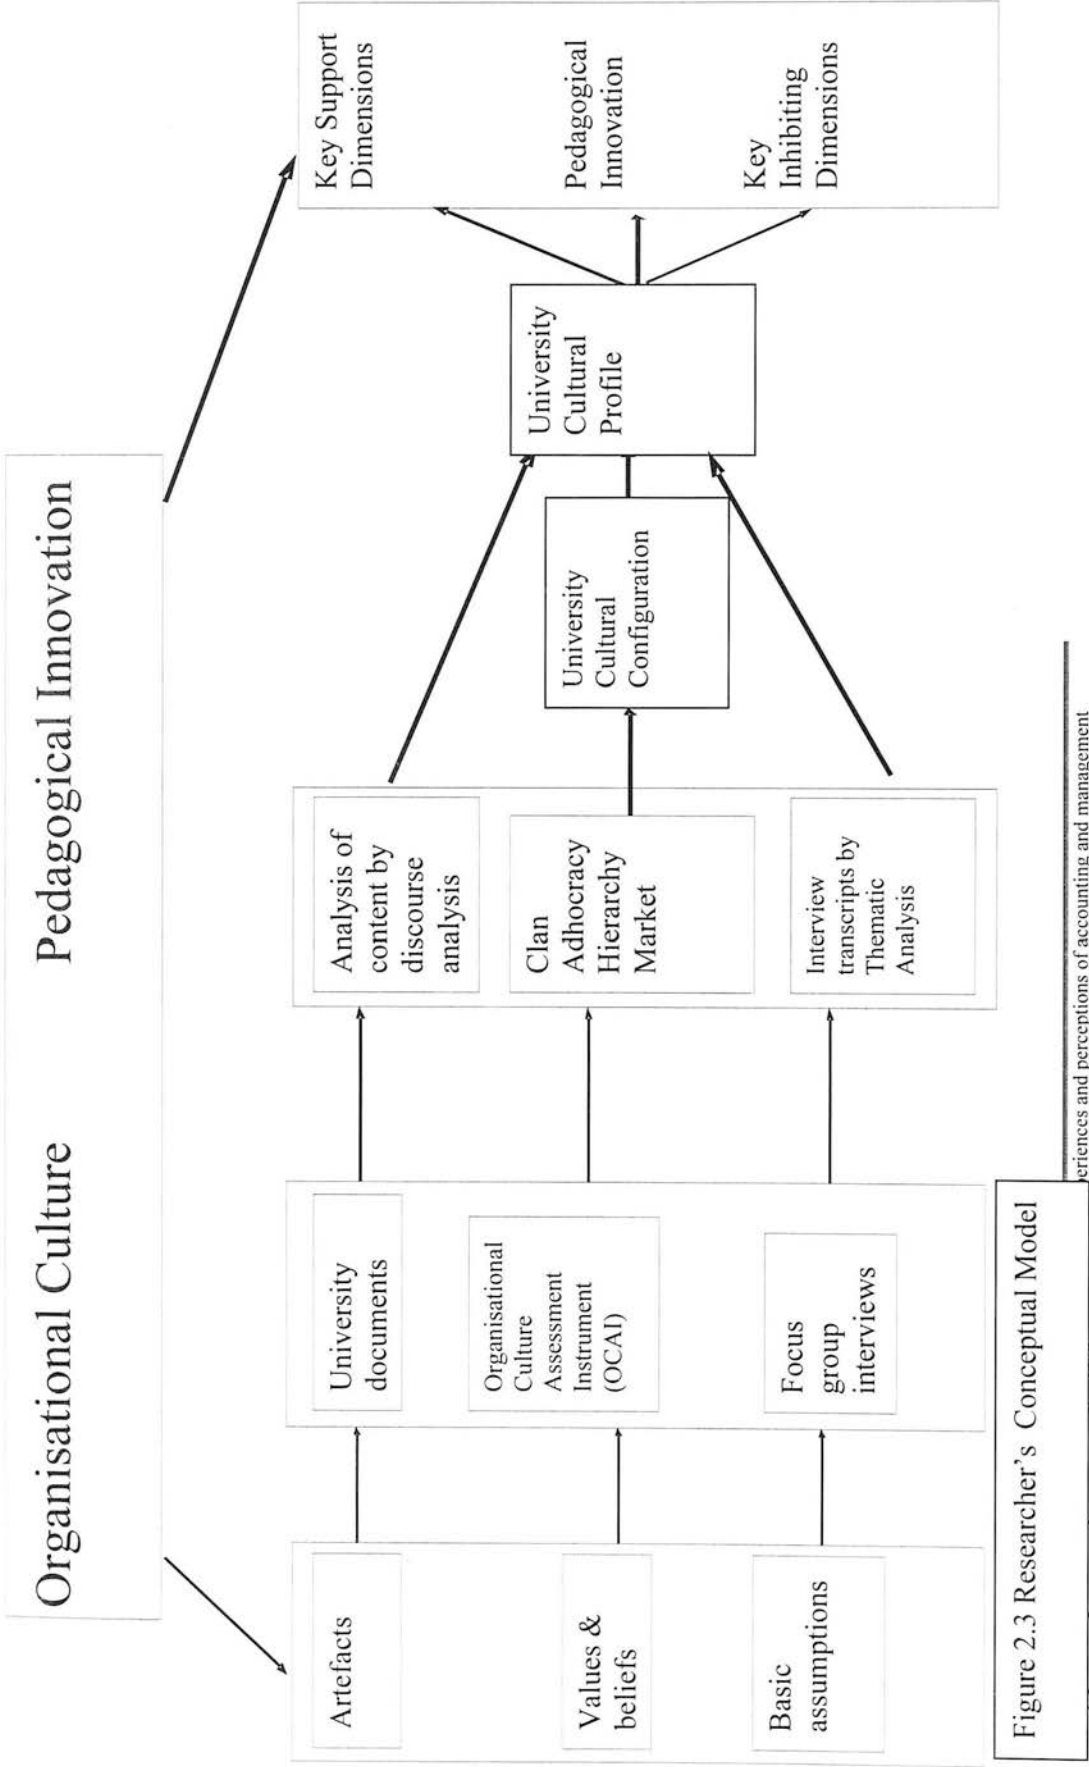 Organisational Culture Pedagogical Innovation
Artefacts
Values &
beliefs
Basic
assumptions
University
documents
Organisational
Culture
Assessment
Instrument
(OCAI)
Focus
group
interviews
Analysis of
content by
discourse
analysis
Clan
Adhocracy
Hierarchy
Market
Interview
transcripts by
Thematic
Analysis
University
Cultural
Configuration
University
Cultural
Profile
Key Support
Dimensions
Pedagogical
Innovation
Key
Inhibiting
Dimensions
Figure 2.3 Researcher's Conceptual Model
and perceptions of accounting and management